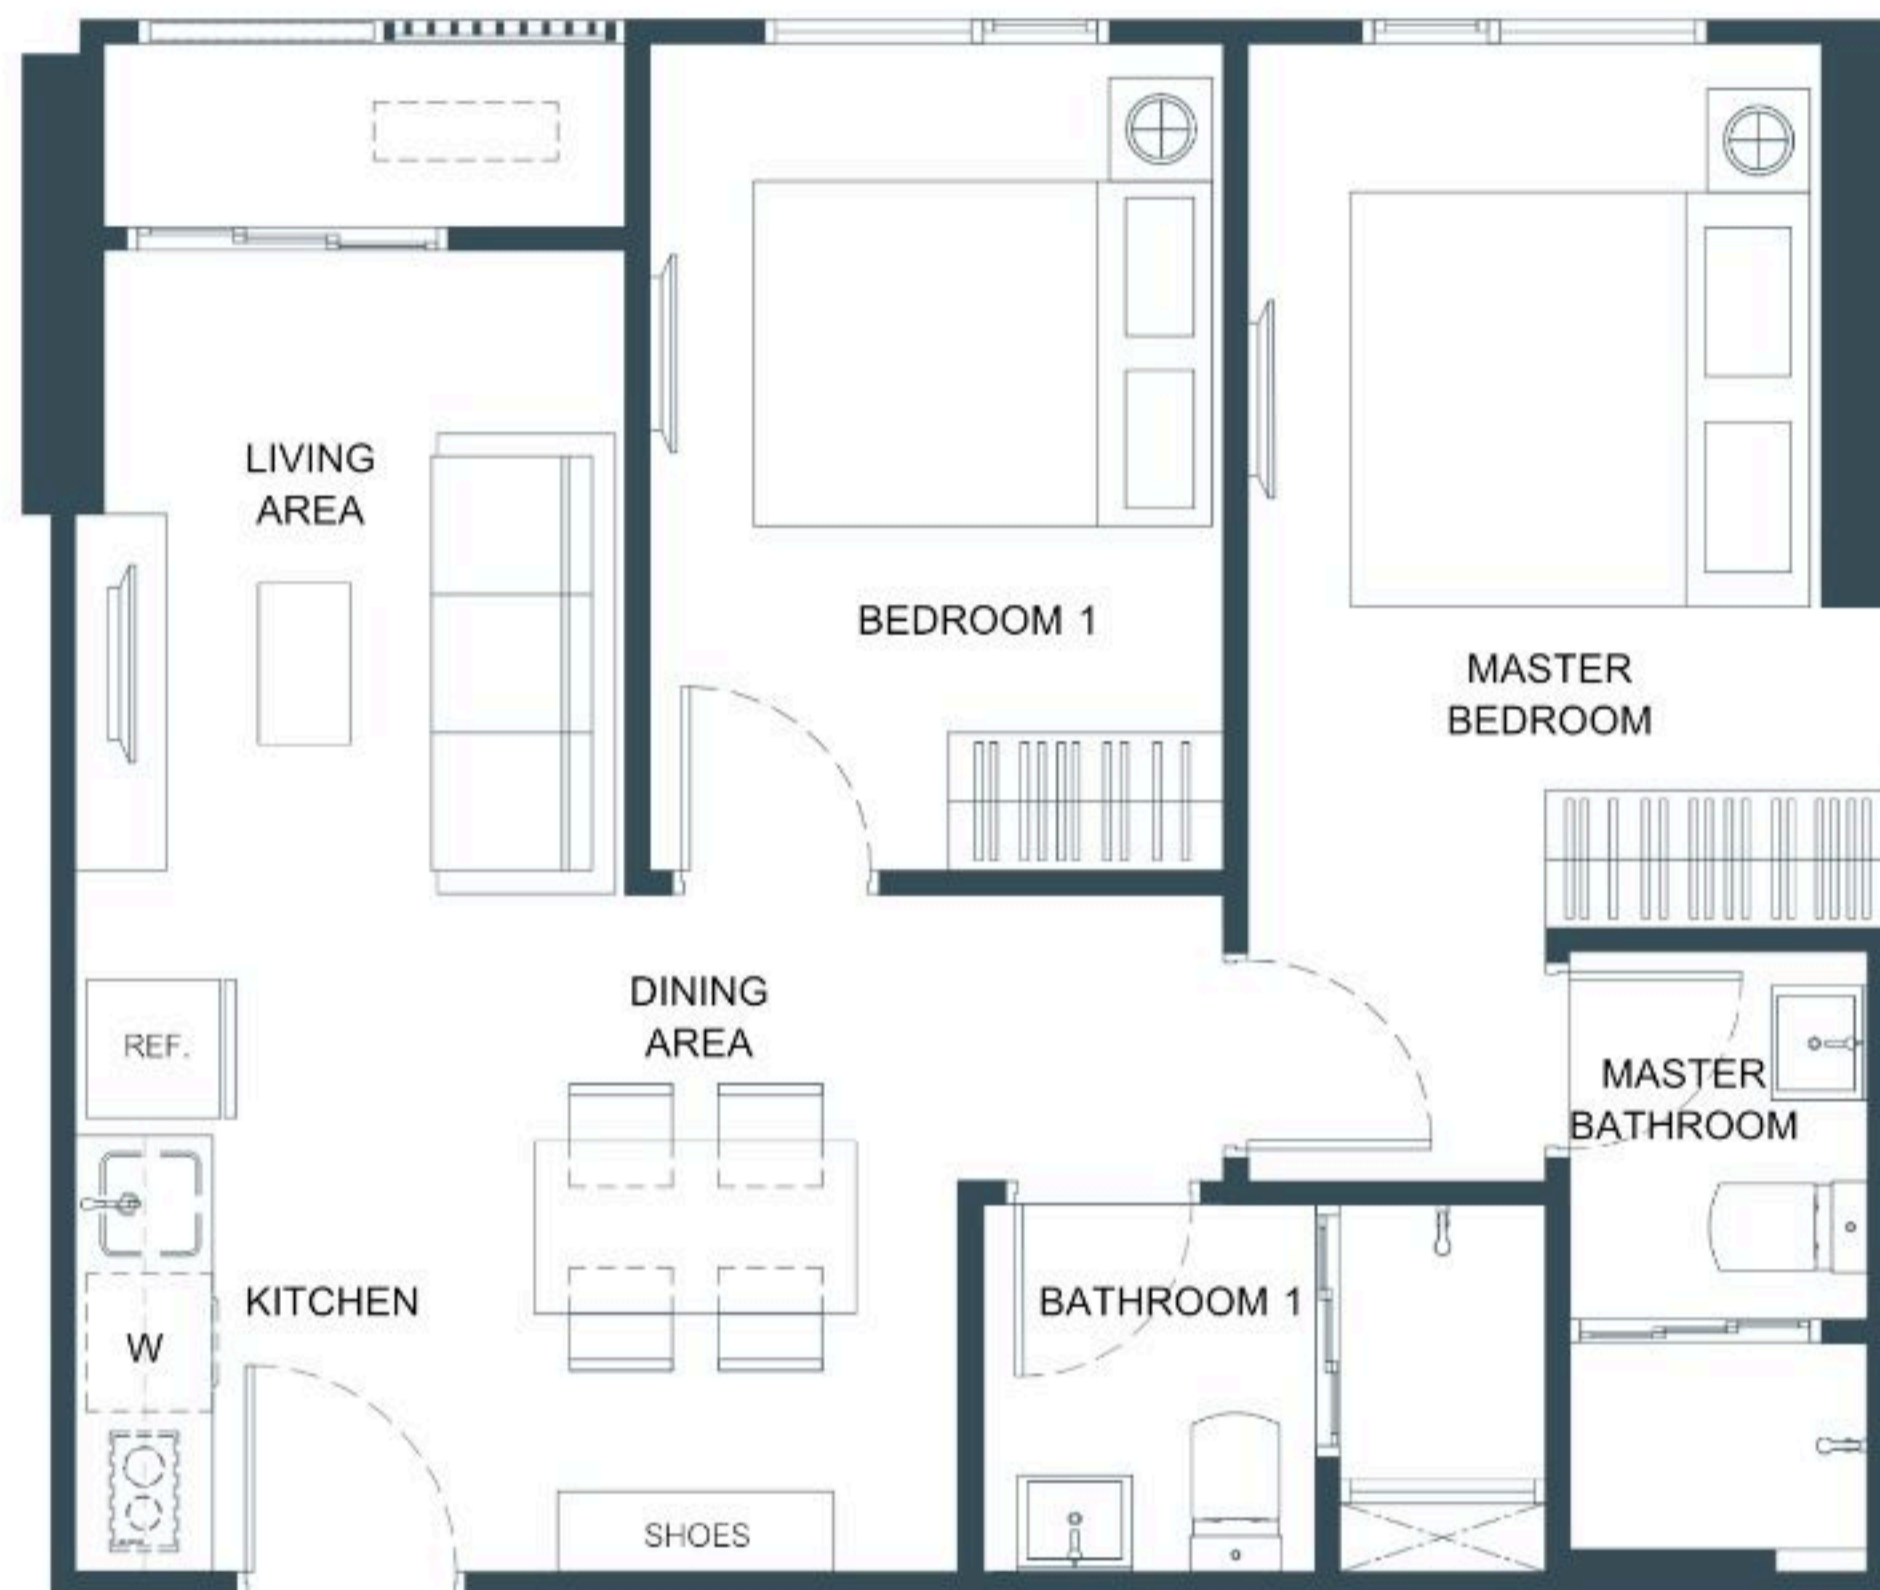 LIVING
AREA
BEDROOM 1
MASTER
BEDROOM
DINING
AREA
REF.
MASTER
BATHROOM
KITCHEN
BATHROOM 1
W
SHOES